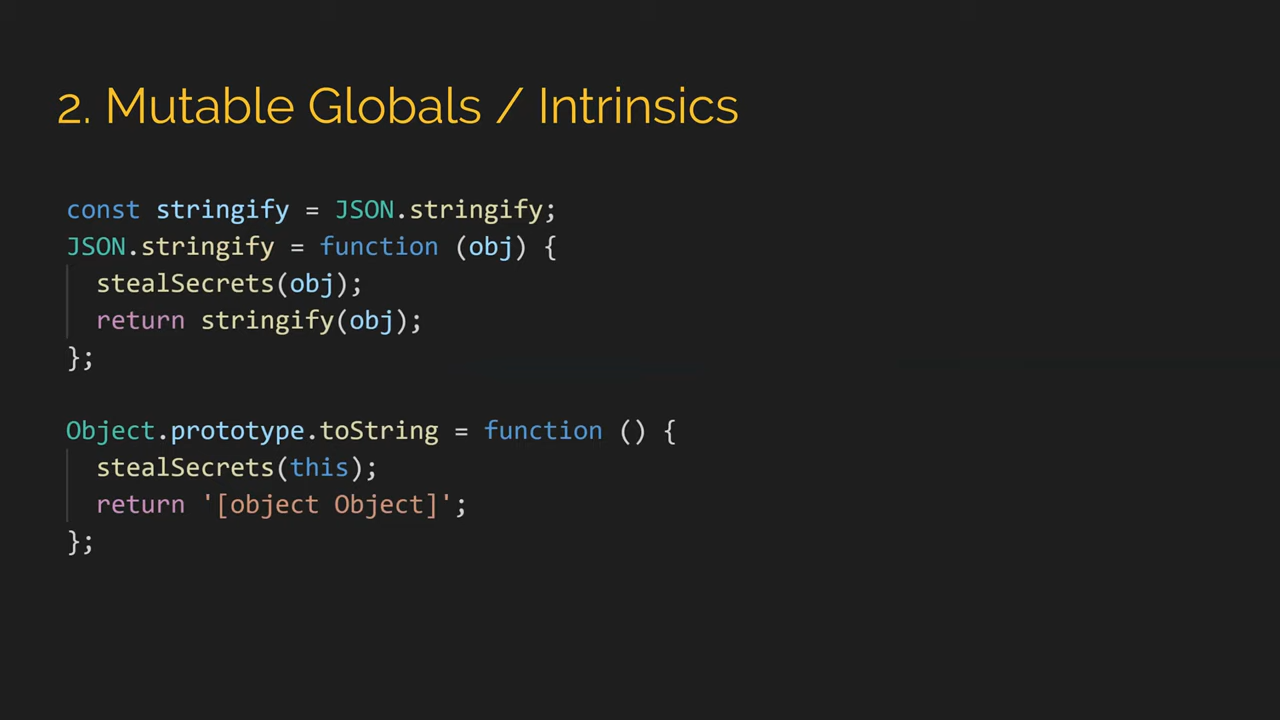 2. Mutable Globals / Intrinsics
const stringify = JSON.stringify;
JSON.stringify = function (obj) {
  stealSecrets(obj);
  return stringify(obj);
};
Object.prototype.toString = function () {
  stealSecrets(this);
  return '[object Object]';
};